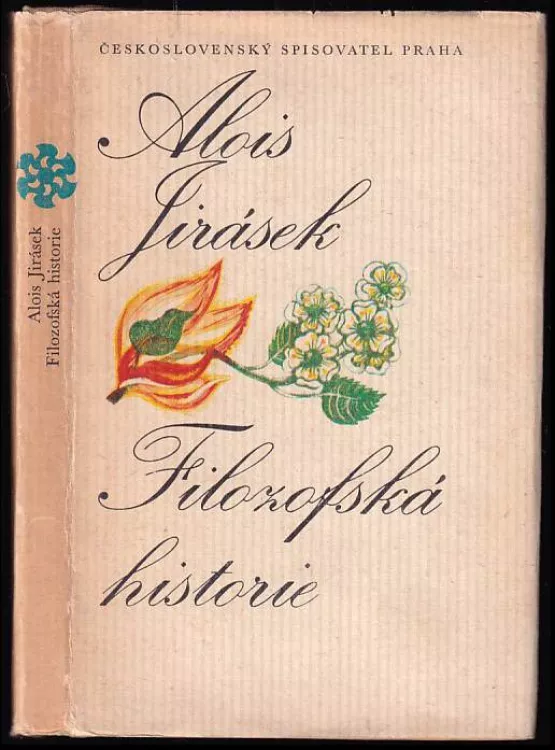 ČESKOSLOVENSKÝ SPISOVATEL PRAHA
Alois
Jirásek
Filozofská
historie
Alois Jirásek
Filozofská historie